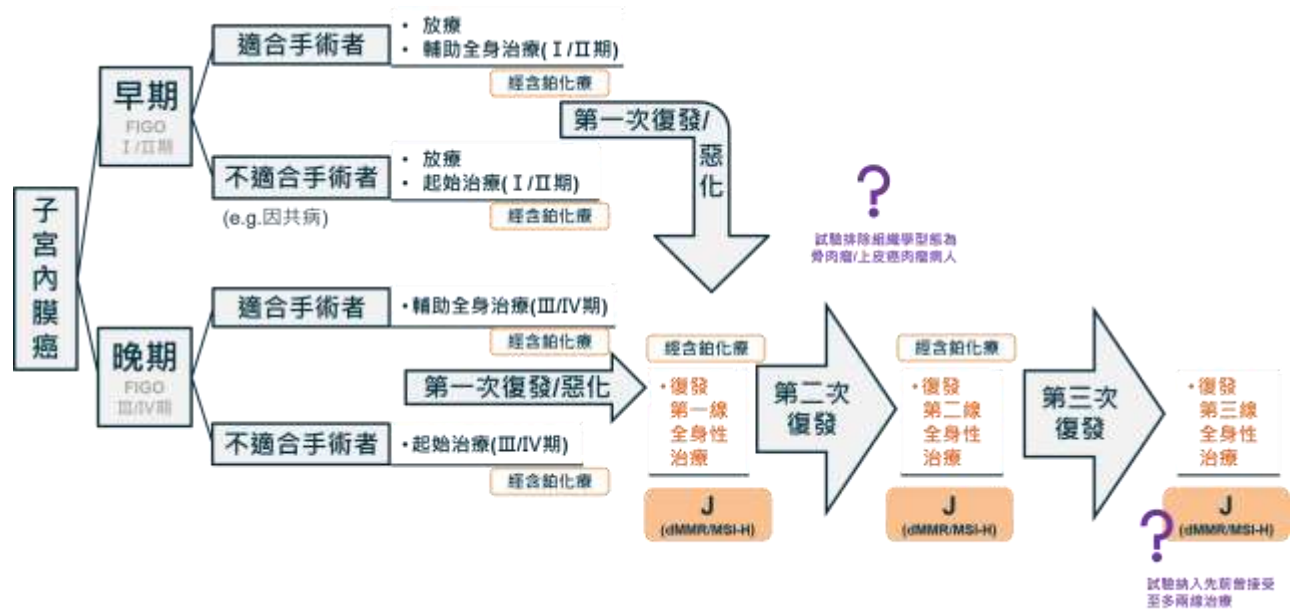 子宮內膜癌
早期
FIGO
I/II期
適合手術者
• 放療
• 輔助全身治療(I/II期)
經含鉑化療
不適合手術者
(e.g.因共病)
• 放療
• 起始治療(I/II期)
經含鉑化療
第一次復發/
惡化
晚期
FIGO
III/IV期
適合手術者
•輔助全身治療(III/IV期)
經含鉑化療
不適合手術者
•起始治療(III/IV期)
經含鉑化療
第一次復發/惡化
經含鉑化療
•復發
第一線
全身性
治療
J
(dMMR/MSI-H)
第二次
復發
?
試驗排除組織學型態為
骨肉瘤/上皮癌肉瘤病人
經含鉑化療
•復發
第二線
全身性
治療
J
(dMMR/MSI-H)
第三次
復發
•復發
第三線
全身性
治療
J
(dMMR/MSI-H)
?
試驗納入先前曾接受
至多兩線治療